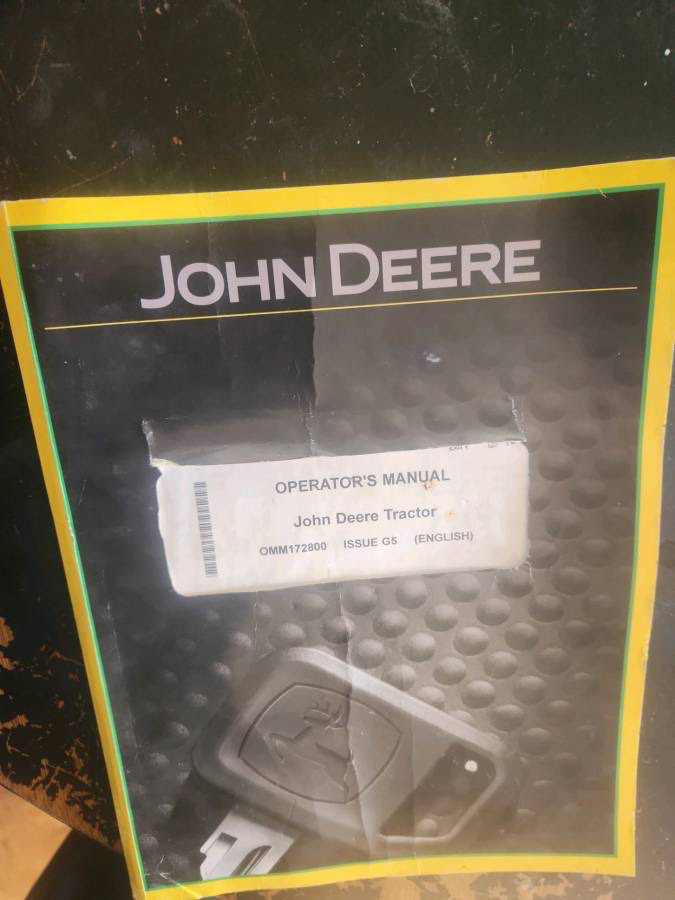 JOHN DEERE
OPERATOR'S MANUAL
John Deere Tractor
OMM172800 ISSUE G5 (ENGLISH)